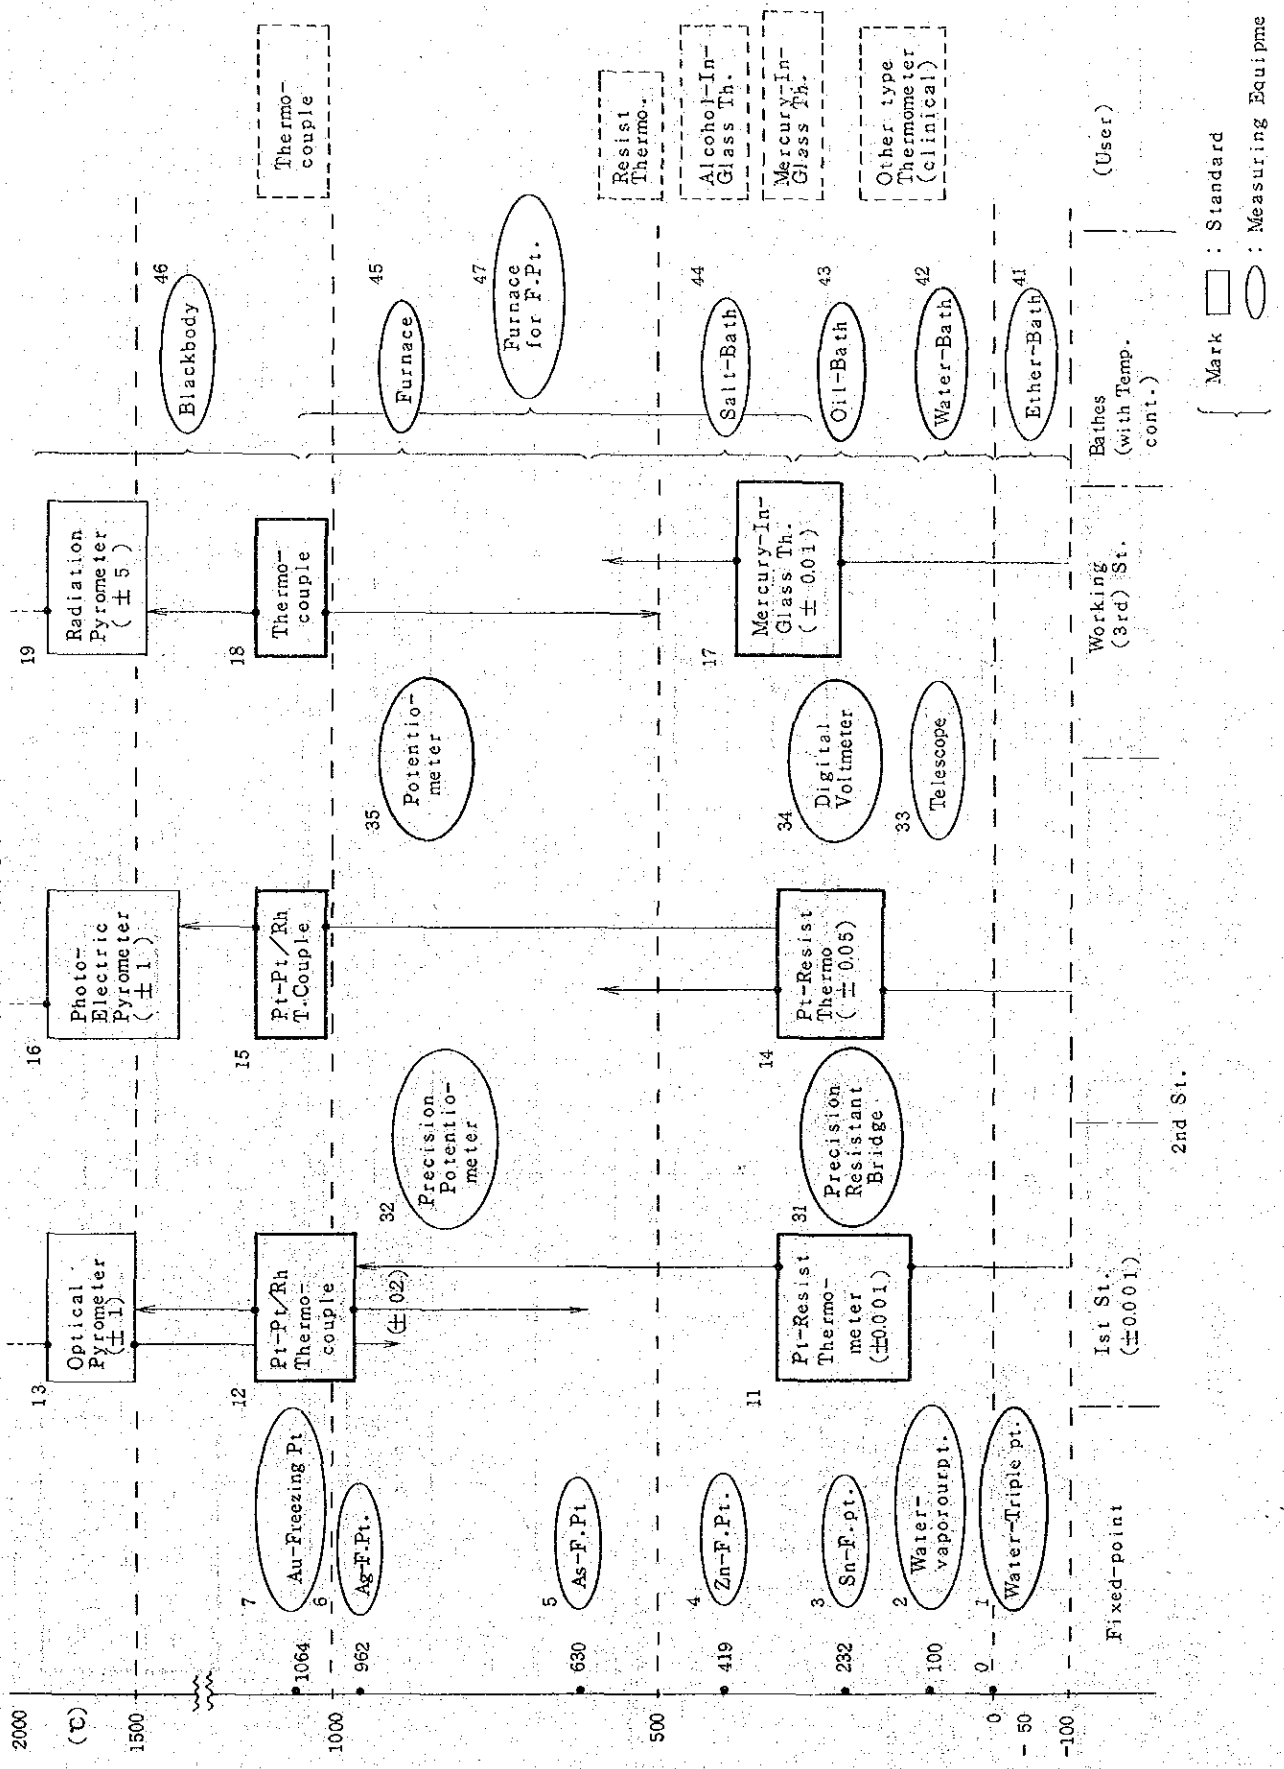 2000
(℃)
1500
1000
500
0
- 50
-100
1064
962
630
419
232
100
0
7
Au-Freezing Pt
6
Ag-F.Pt.
5
As-F.Pt
4
Zn-F.Pt.
3
Sn-F.pt.
2
Water-
vaporourpt.
1
Water-Triple pt.
Fixed-point
13
Optical
Pyrometer
(± 1)
12
Pt-Pt/Rh
Thermo-
couple
(± 02)
11
Pt-Resist
Thermo-
meter
(±0.001)
1st St.
(±0.001)
32
Precision
Potentio-
meter
31
Precision
Resistant
Bridge
2nd St.
16
Photo-
Electric
Pyrometer
(± 1)
15
Pt-Pt/Rh
T.Couple
14
Pt-Resist
Thermo
(± 0.05)
35
Potentio-
meter
34
Digital
Voltmeter
33
Telescope
19
Radiation
Pyrometer
(± 5)
18
Thermo-
couple
17
Mercury-In-
Glass Th.
(± 0.01)
Working
(3rd) St.
46
Blackbody
45
Furnace
47
Furnace
for F.Pt.
44
Salt-Bath
43
Oil-Bath
42
Water-Bath
41
Ether-Bath
Bathes
(with Temp.
cont.)
Thermo-
couple
Resist
Thermo.
Alcohol-In-
Glass Th.
Mercury-In-
Glass Th.
Other type
Thermometer
(clinical)
(User)
Mark : Standard
: Measuring Equipme